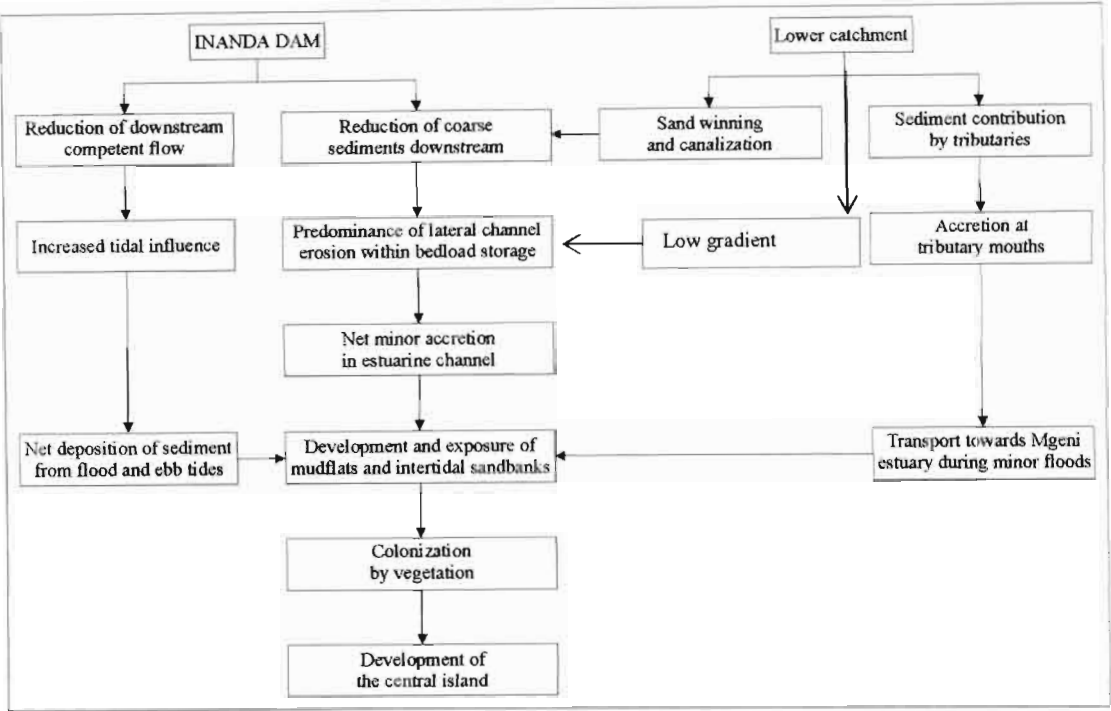 INANDA DAM
Lower catchment
Reduction of downstream
competent flow
Reduction of coarse
sediments downstream
Sand winning
and canalization
Sediment contribution
by tributaries
Increased tidal influence
Predominance of lateral channel
erosion within bedload storage
Low gradient
Accretion at
tributary mouths
Net minor accretion
in estuarine channel
Net deposition of sediment
from flood and ebb tides
Development and exposure of
mudflats and intertidal sandbanks
Transport towards Mgeni
estuary during minor floods
Colonization
by vegetation
Development of
the central island